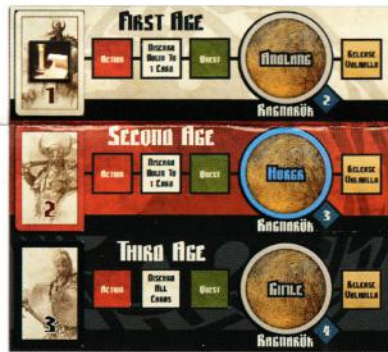 First Age
Action
Discard
Down To
1 Card
Quest
Andlang
Release
Valhalla
1
Ragnarök
2
Second Age
Action
Discard
Down To
1 Card
Quest
Horgr
Release
Valhalla
2
Ragnarök
3
Third Age
Action
Discard
All
Cards
Quest
Gimle
Release
Valhalla
3
Ragnarök
4